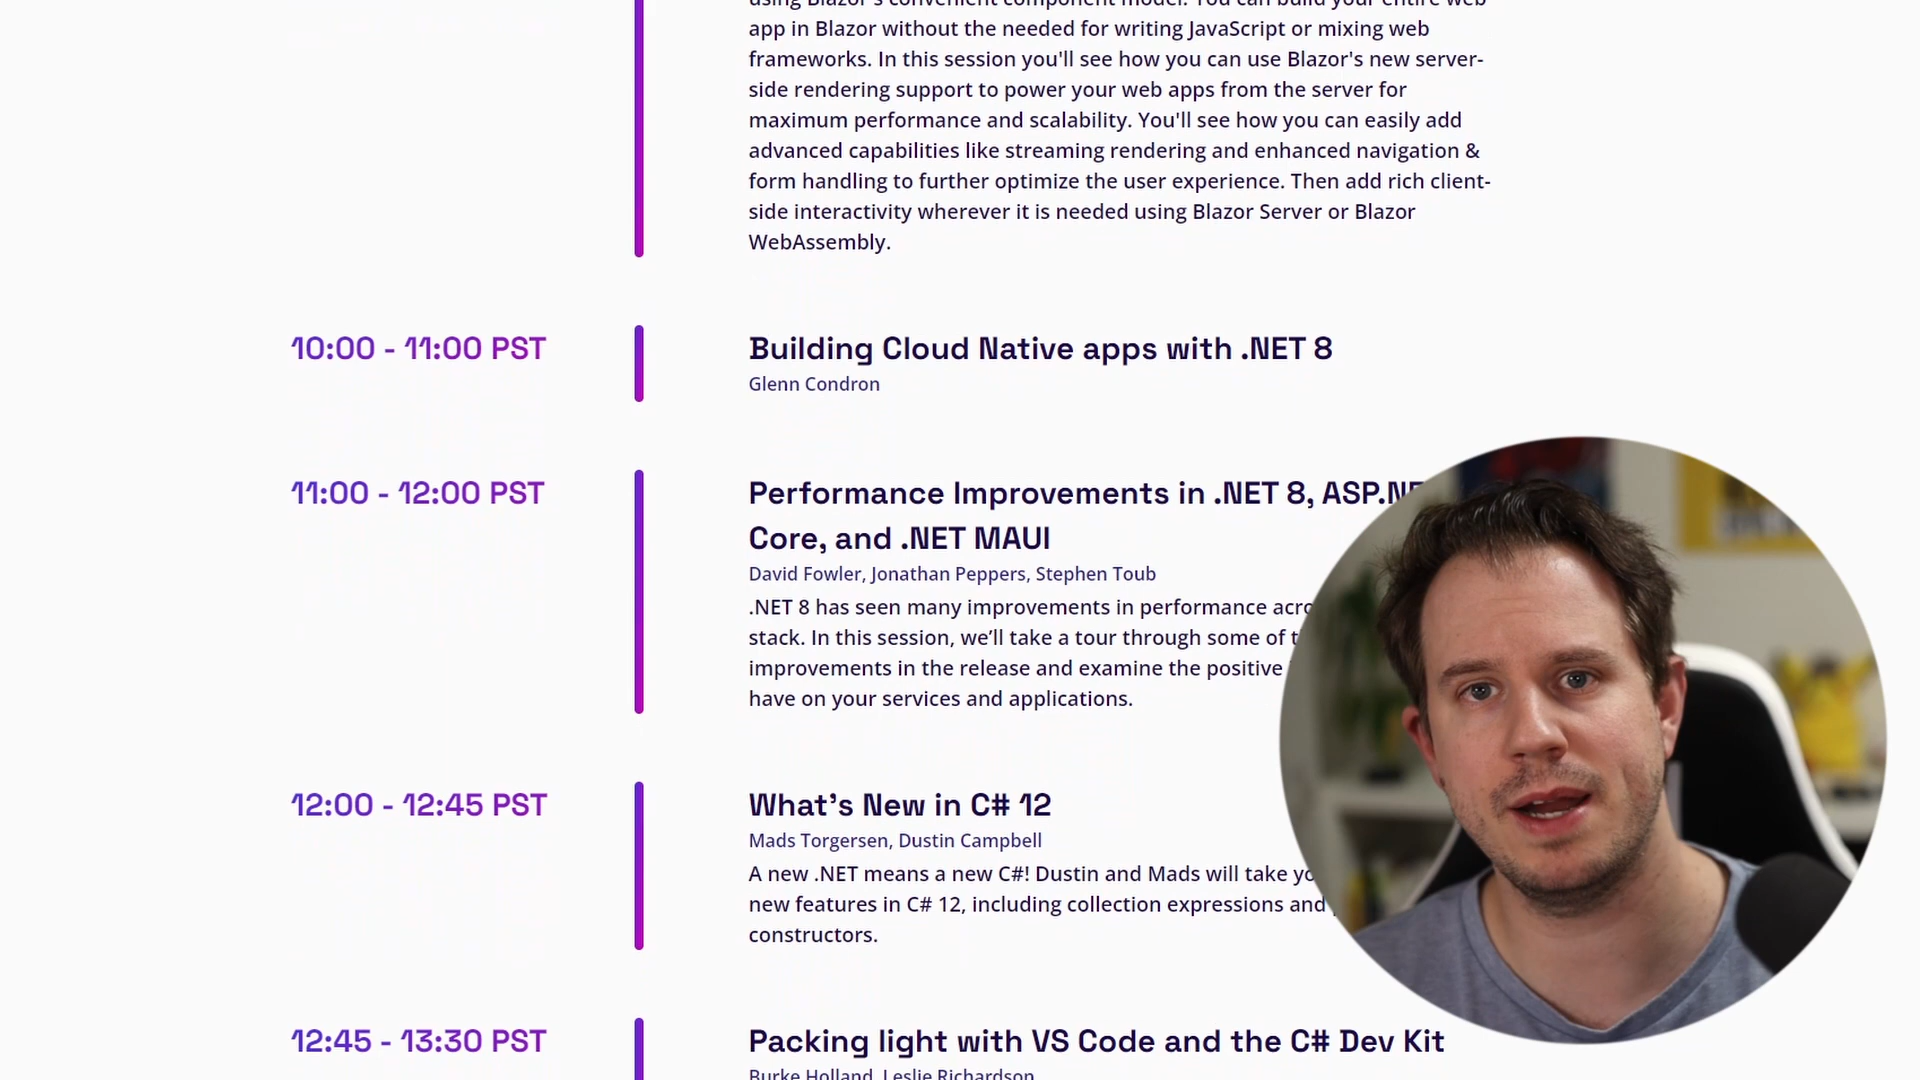 app in Blazor without the needed for writing JavaScript or mixing web
frameworks. In this session you'll see how you can use Blazor's new server-
side rendering support to power your web apps from the server for
maximum performance and scalability. You'll see how you can easily add
advanced capabilities like streaming rendering and enhanced navigation &
form handling to further optimize the user experience. Then add rich client-
side interactivity wherever it is needed using Blazor Server or Blazor
WebAssembly.
10:00 - 11:00 PST
Building Cloud Native apps with .NET 8
Glenn Condron
11:00 - 12:00 PST
Performance Improvements in .NET 8,
Core, and .NET MAUI
David Fowler, Jonathan Peppers, Stephen Toub
.NET 8 has seen many improvements in performance
stack. In this session, we’ll take a tour through some of
improvements in the release and examine the positive
have on your services and applications.
12:00 - 12:45 PST
What’s New in C# 12
Mads Torgersen, Dustin Campbell
A new .NET means a new C#! Dustin and Mads will take
new features in C# 12, including collection expressions and
constructors.
12:45 - 13:30 PST
Packing light with VS Code and the C# Dev Kit
Burke Holland, Leslie Richardson